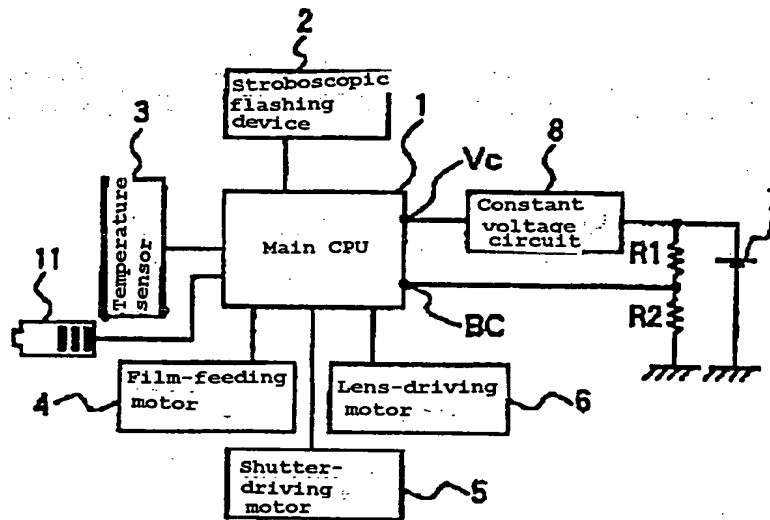 2
Stroboscopic
flashing
device
3
1
Vc
8
Temperature
sensor
Main CPU
Constant
voltage
circuit
R1
11
BC
R2
Film-feeding
motor
4
Lens-driving
motor
6
Shutter-
driving
motor
5